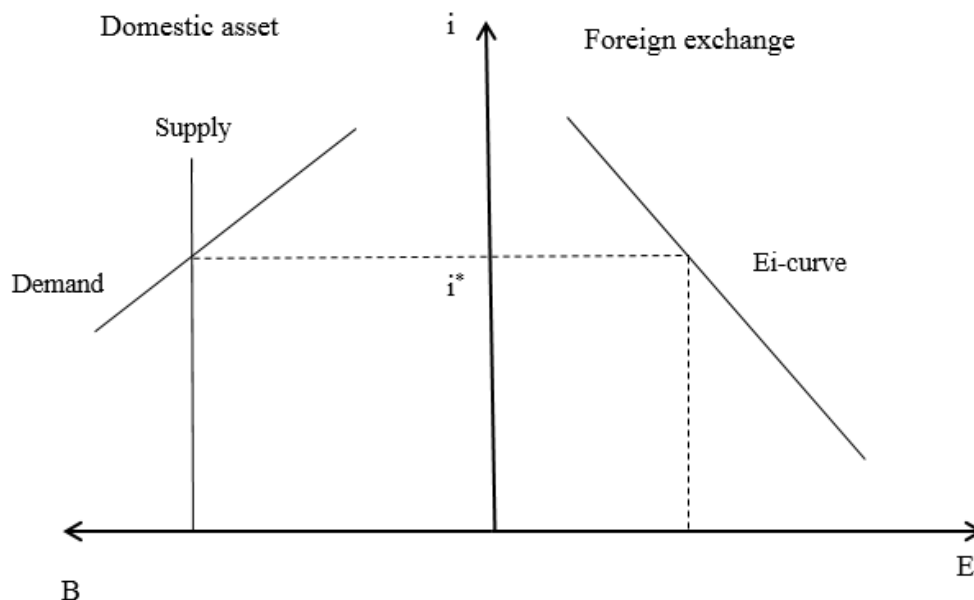 Domestic asset
i
Foreign exchange
Supply
Demand
i*
Ei-curve
B
E